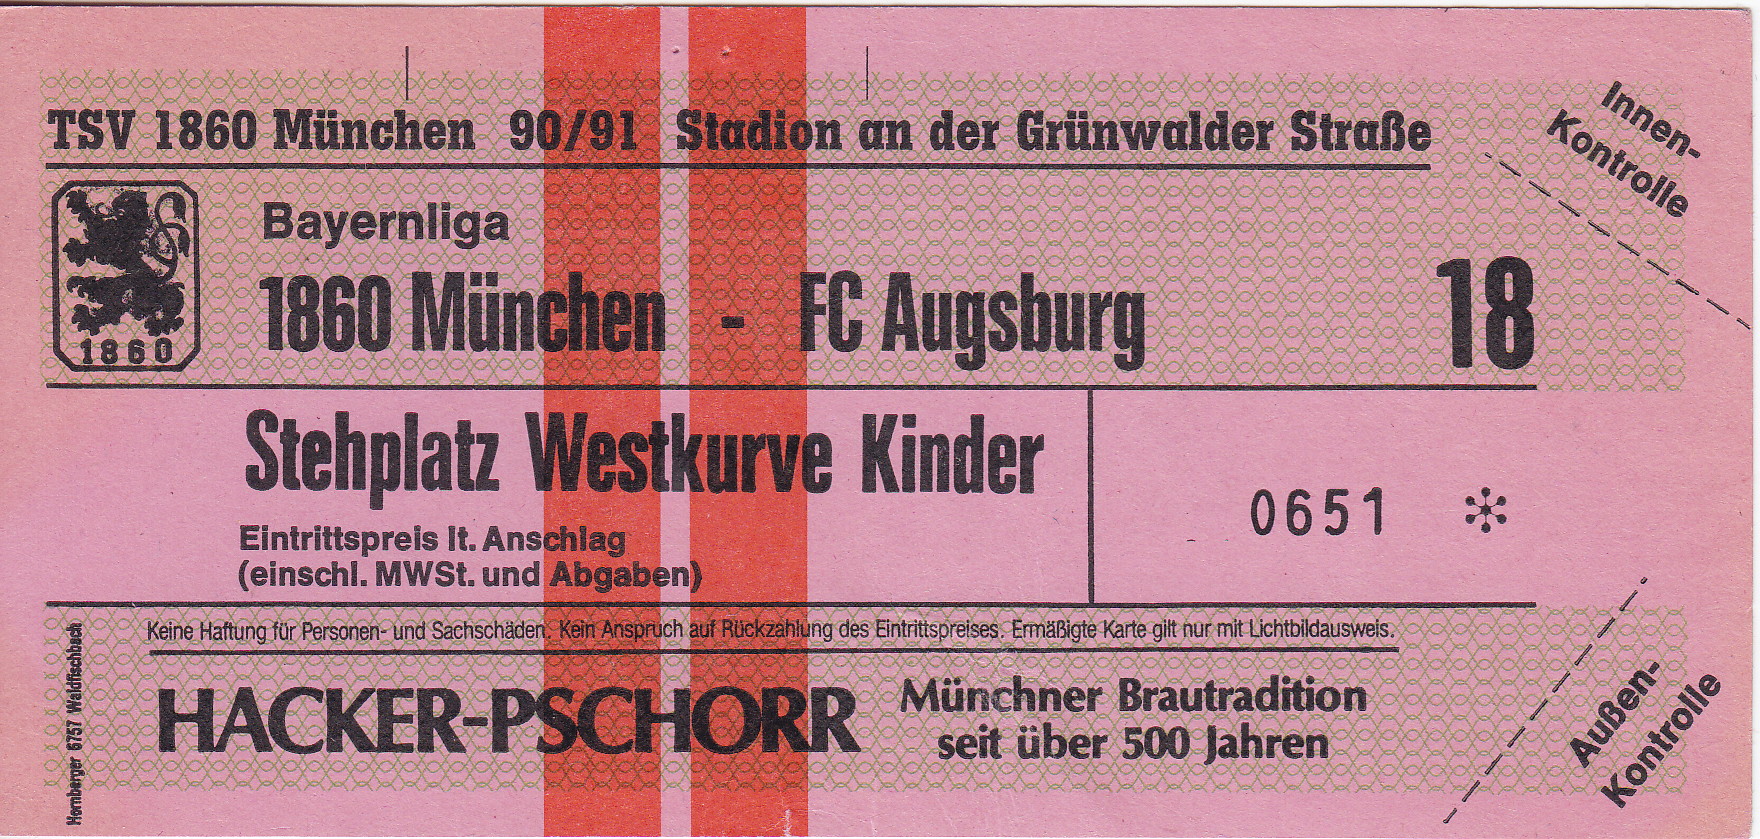 TSV 1860 München 90/91 Stadion an der Grünwalder Straße
Innen-
Kontrolle
Bayernliga
1860 München - FC Augsburg
18
1860
Stehplatz Westkurve Kinder
0651 *
Eintrittspreis lt. Anschlag
(einschl. MWSt. und Abgaben)
Keine Haftung für Personen- und Sachschäden. Kein Anspruch auf Rückzahlung des Eintrittspreises. Ermäßigte Karte gilt nur mit Lichtbildausweis.
HACKER-PSCHORR
Münchner Brautradition
seit über 500 Jahren
Außen-
Kontrolle
Hemberger 6757 Waldfischbach